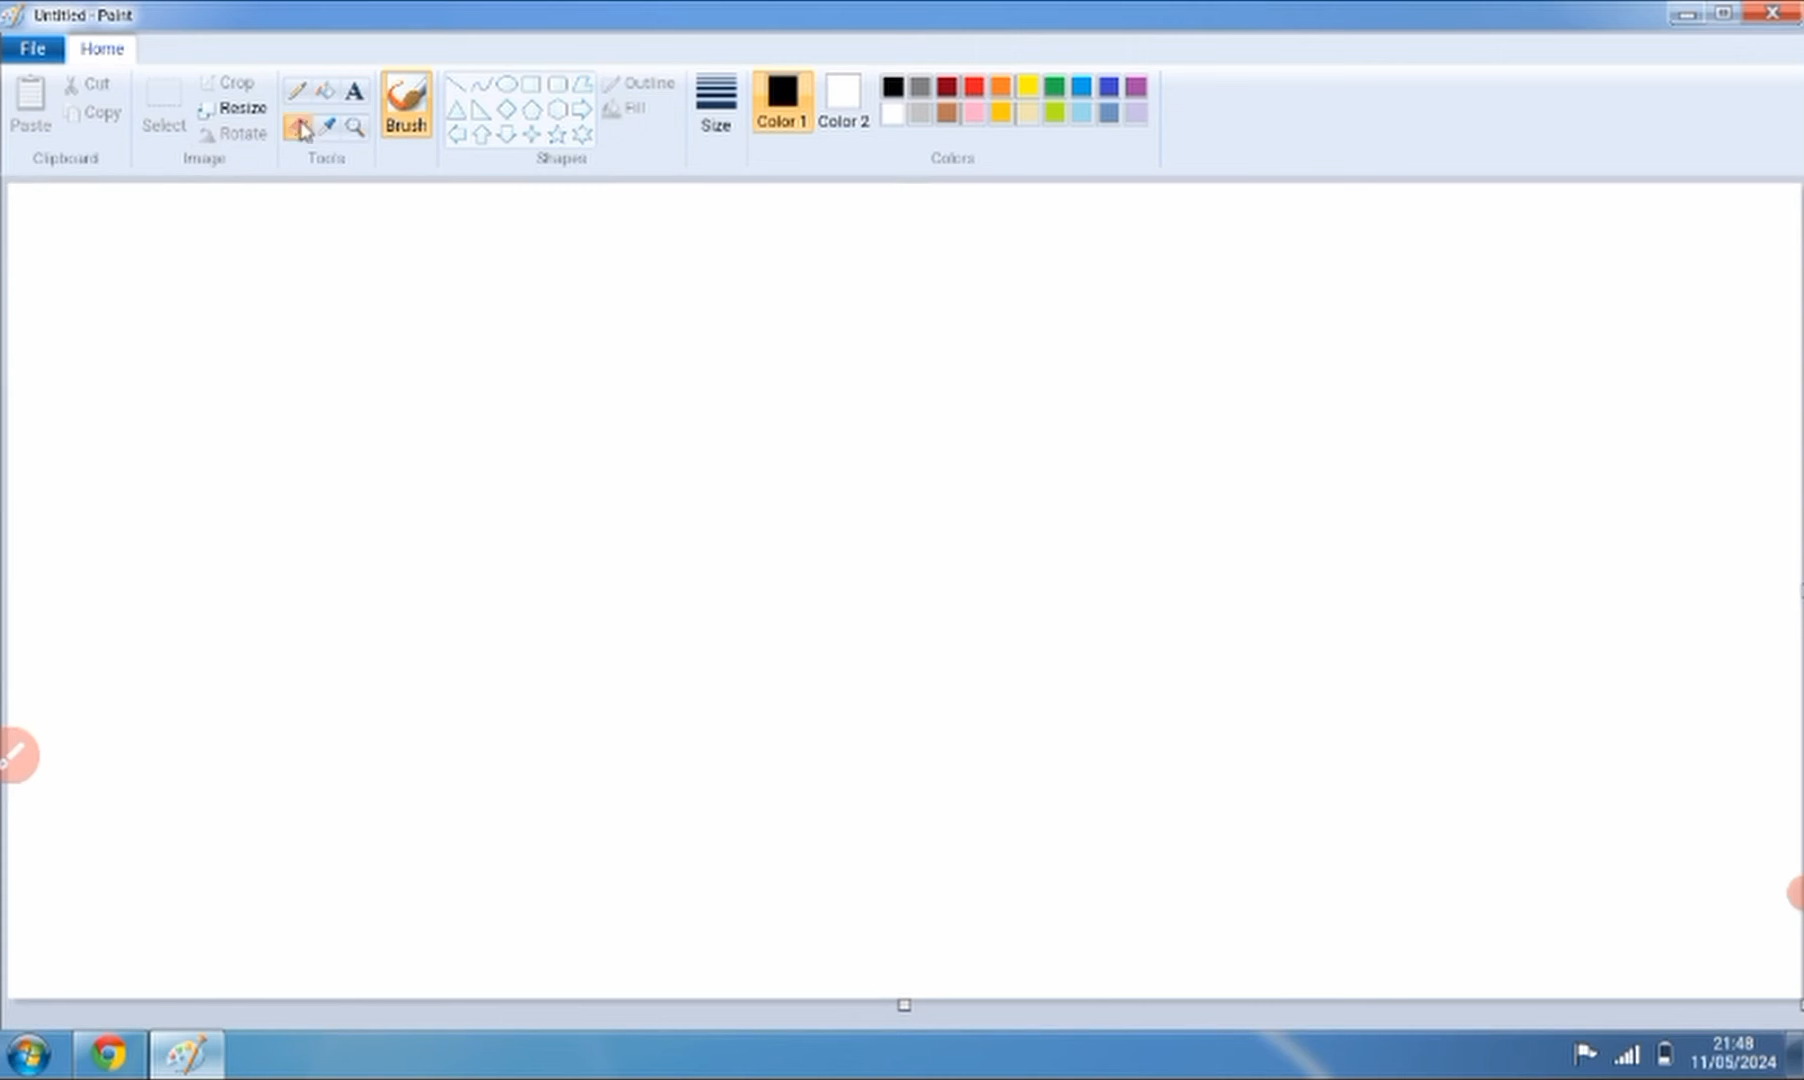 Untitled - Paint
File Home
Paste
Cut
Copy
Clipboard
Select
Crop
Resize
Rotate
Image
A
Tools
Brush
Outline
Fill
Shapes
Size
Color 1
Color 2
Colors
21:48
11/05/2024